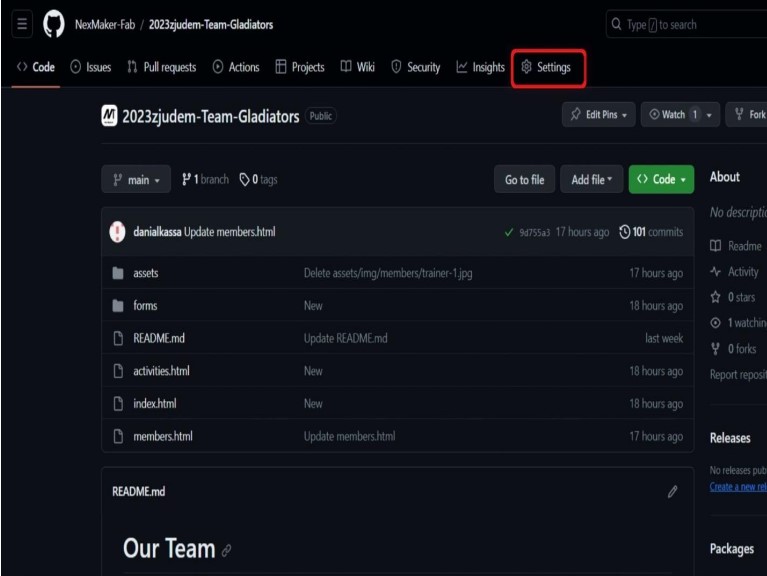 NexMaker-Fab / 2023zjudem-Team-Gladiators
Type / to search
Code Issues Pull requests Actions Projects Wiki Security Insights Settings
2023zjudem-Team-Gladiators Public
Edit Pins Watch 1 Fork
main 1 branch 0 tags
Go to file Add file Code
About
danialkassa Update members.html 9d755a3 17 hours ago 101 commits
No descriptio
Readme
assets Delete assets/img/members/trainer-1.jpg 17 hours ago
Activity
0 stars
forms New 18 hours ago
1 watchin
README.md Update README.md last week
0 forks
activities.html New 18 hours ago
Report reposit
index.html New 18 hours ago
members.html Update members.html 17 hours ago
Releases
No releases pub
Create a new rel
README.md
Our Team
Packages